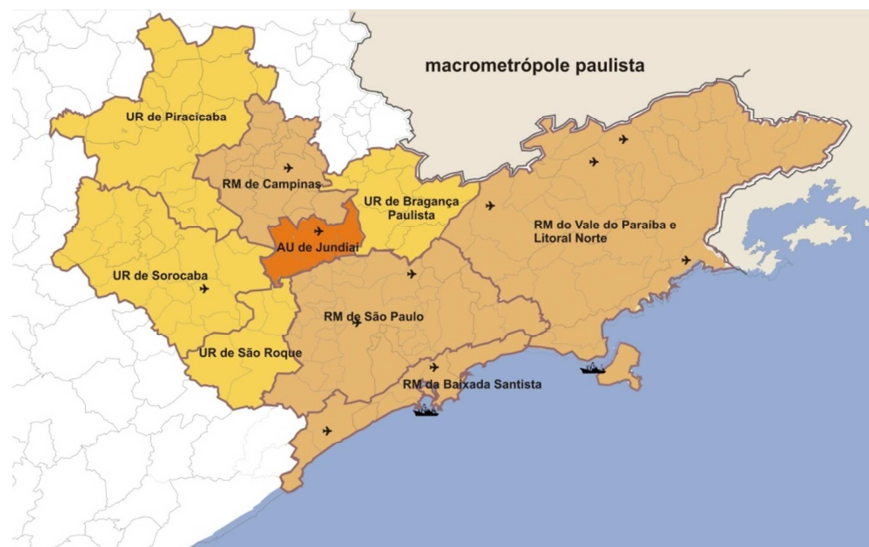 macrometrópole paulista
UR de Piracicaba
RM de Campinas
UR de Bragança
Paulista
RM do Vale do Paraíba e
Litoral Norte
AU de Jundiaí
UR de Sorocaba
RM de São Paulo
UR de São Roque
RM da Baixada Santista